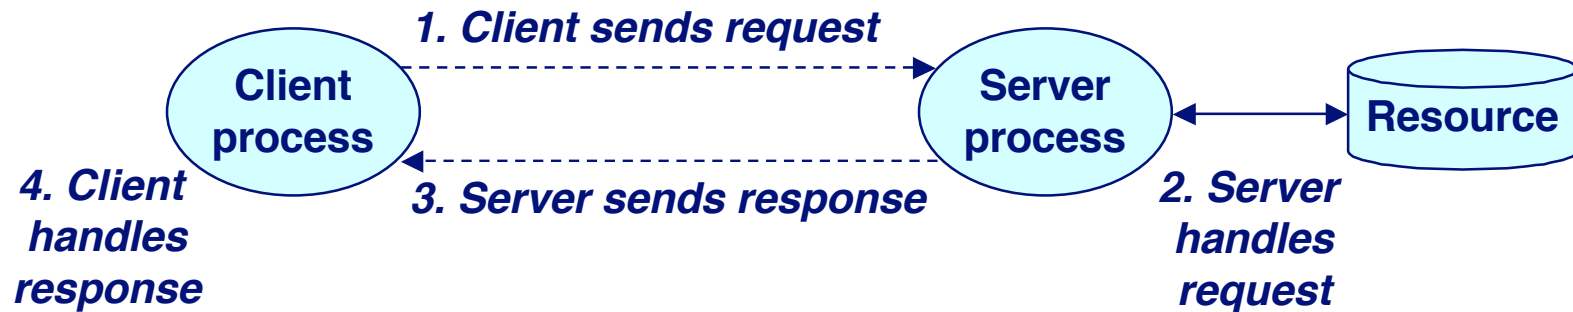 1. Client sends request
Client
process
Server
process
Resource
3. Server sends response
4. Client
handles
response
2. Server
handles
request